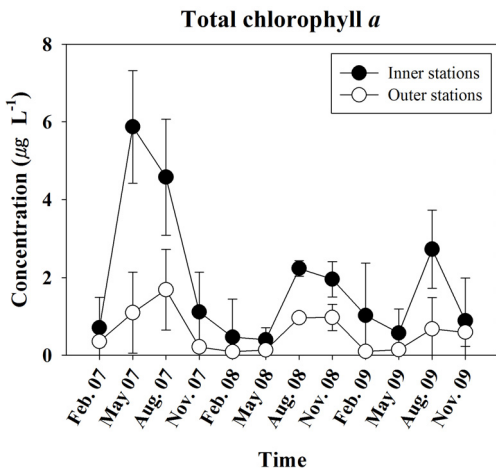 Total chlorophyll a
Concentration (μg L-1)
8
6
4
2
0
Inner stations
Outer stations
Feb. 07
May 07
Aug. 07
Nov. 07
Feb. 08
May 08
Aug. 08
Nov. 08
Feb. 09
May 09
Aug. 09
Nov. 09
Time